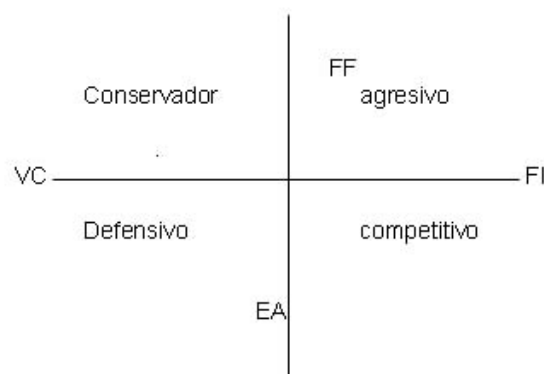 FF
Conservador agresivo
VC FI
Defensivo competitivo
EA